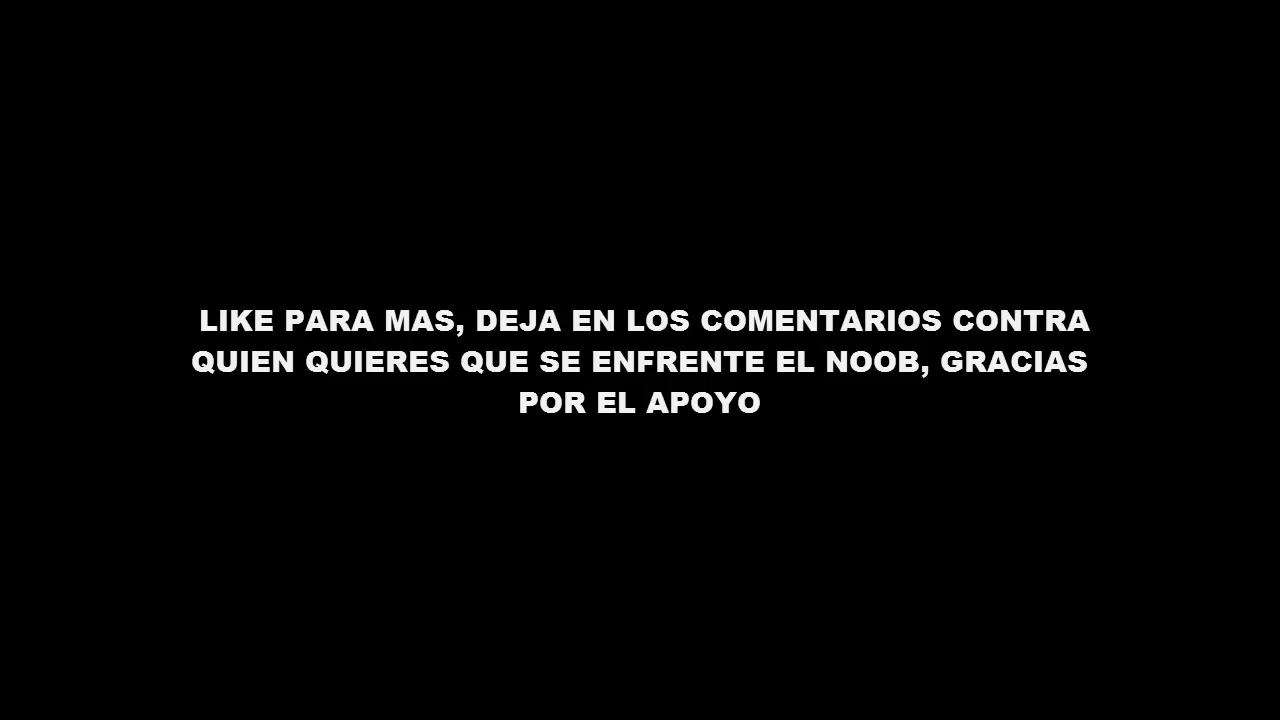 LIKE PARA MAS, DEJA EN LOS COMENTARIOS CONTRA
QUIEN QUIERES QUE SE ENFRENTE EL NOOB, GRACIAS
POR EL APOYO